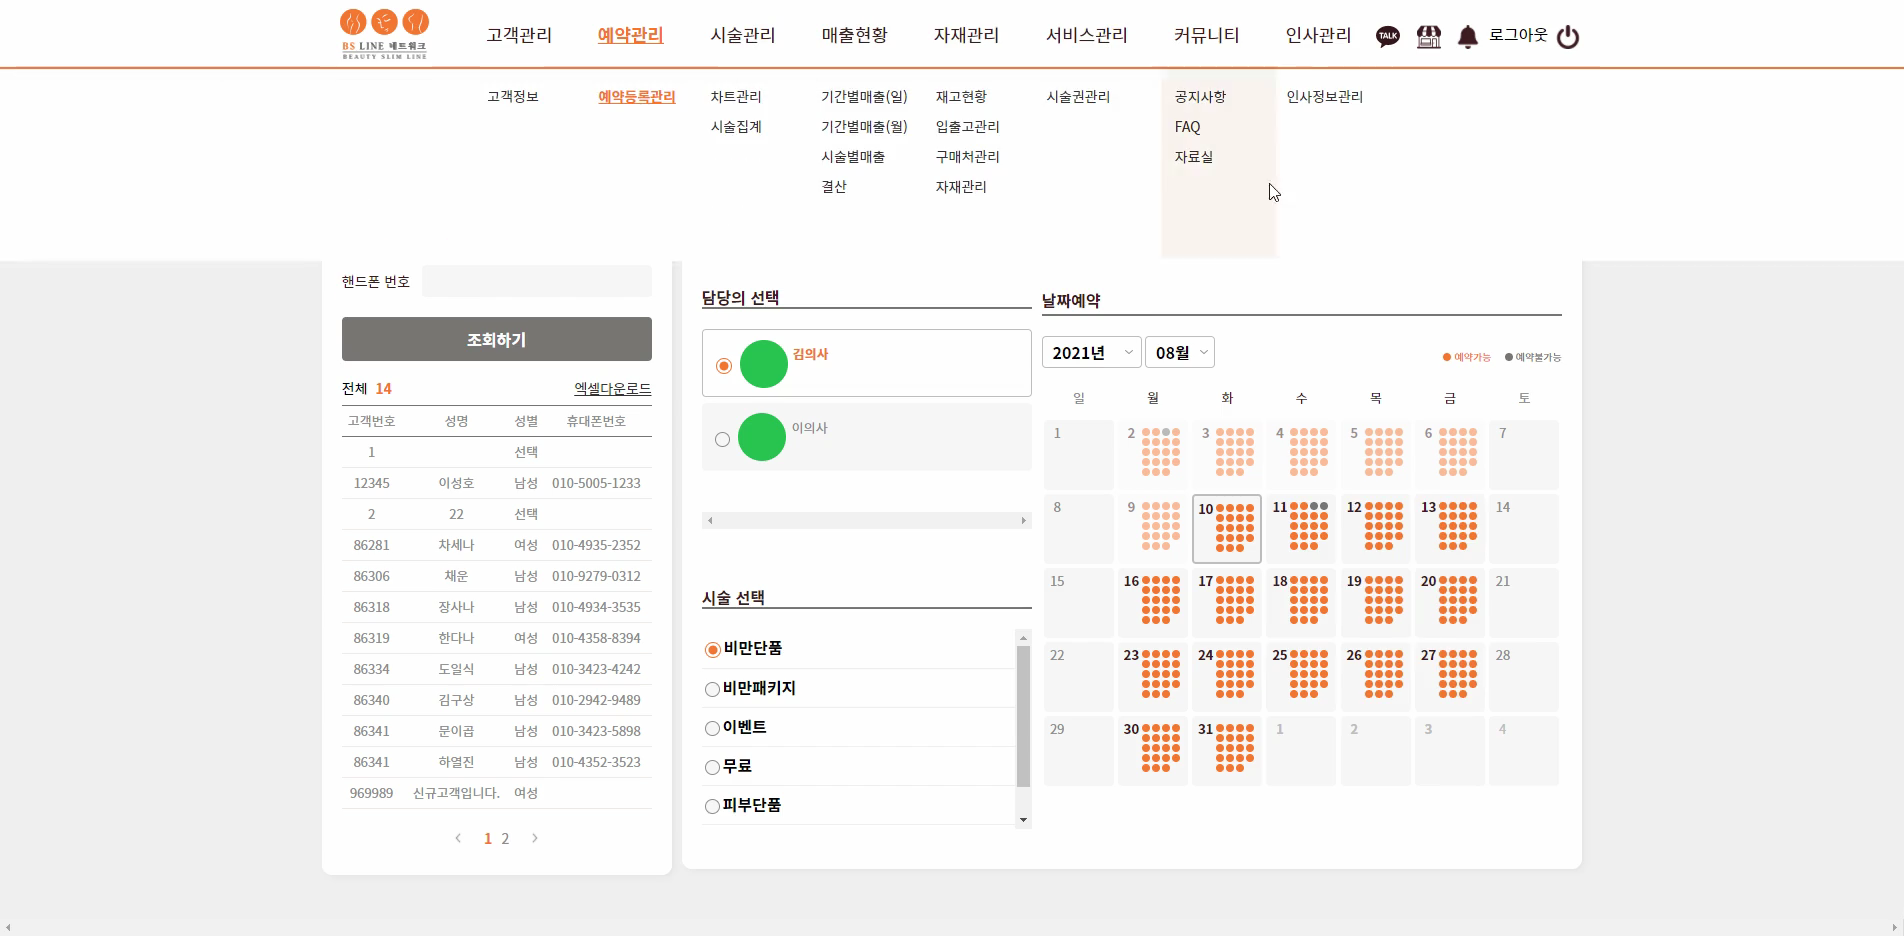 BS LINE 네트워크
BEAUTY SLIM LINE
고객관리 예약관리 시술관리 매출현황 자재관리 서비스관리 커뮤니티 인사관리 TALK 로그아웃
고객정보 예약등록관리 차트관리 기간별매출(일) 재고현황 시술권관리 공지사항 인사정보관리
시술집계 기간별매출(월) 입출고관리 FAQ
시술별매출 구매처관리 자료실
결산 자재관리
핸드폰 번호
조회하기
전체 14 엑셀다운로드
고객번호 성명 성별 휴대폰번호
1 선택
12345 이성호 남성 010-5005-1233
2 22 선택
86281 차세나 여성 010-4935-2352
86306 채운 남성 010-9279-0312
86318 장사나 남성 010-4934-3535
86319 한다나 여성 010-4358-8394
86334 도일식 남성 010-3423-4242
86340 김구상 남성 010-2942-9489
86341 문이곱 남성 010-3423-5898
86341 하열진 남성 010-4352-3523
969989 신규고객입니다. 여성
1 2
담당의 선택
김의사
이의사
시술 선택
비만단품
비만패키지
이벤트
무료
피부단품
날짜예약
2021년 08월
예약가능 예약불가능
일 월 화 수 목 금 토
1 2 3 4 5 6 7
8 9 10 11 12 13 14
15 16 17 18 19 20 21
22 23 24 25 26 27 28
29 30 31 1 2 3 4